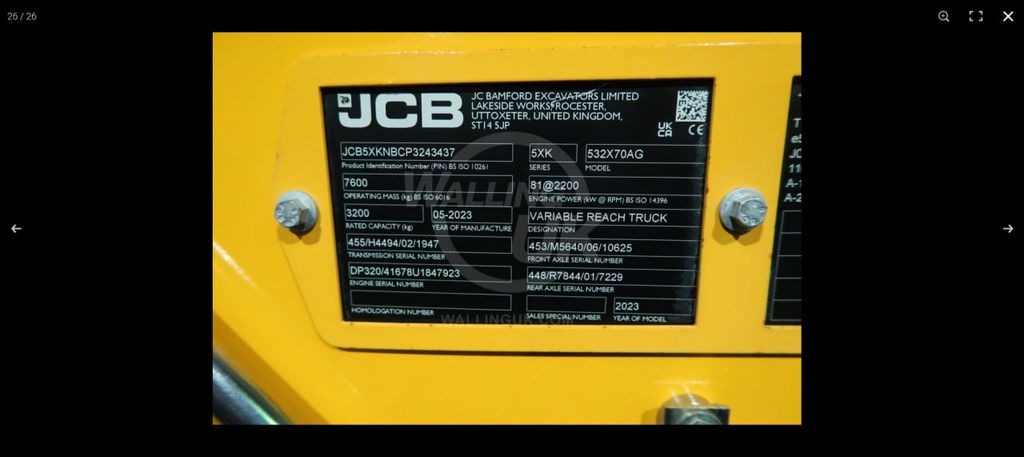 26 / 26
JCB
JC BAMFORD EXCAVATORS LIMITED
LAKESIDE WORKS, ROCESTER,
UTTOXETER, UNITED KINGDOM,
ST14 5JP
UK
CA
CE
JCB5XKNBCP3243437
5XK
532X70AG
Product Identification Number (PIN) BS ISO 10261
SERIES
MODEL
7600
81@2200
OPERATING MASS (kg) BS ISO 6016
ENGINE POWER (kW @ RPM) BS ISO 14396
3200
05-2023
VARIABLE REACH TRUCK
RATED CAPACITY (kg)
YEAR OF MANUFACTURE
DESIGNATION
455/H4494/02/1947
453/M5640/06/10625
TRANSMISSION SERIAL NUMBER
FRONT AXLE SERIAL NUMBER
DP320/41678U1847923
448/R7844/01/7229
ENGINE SERIAL NUMBER
REAR AXLE SERIAL NUMBER
2023
HOMOLOGATION NUMBER
SALES SPECIAL NUMBER
YEAR OF MODEL
WALLING
UK
WALLINGUK.COM